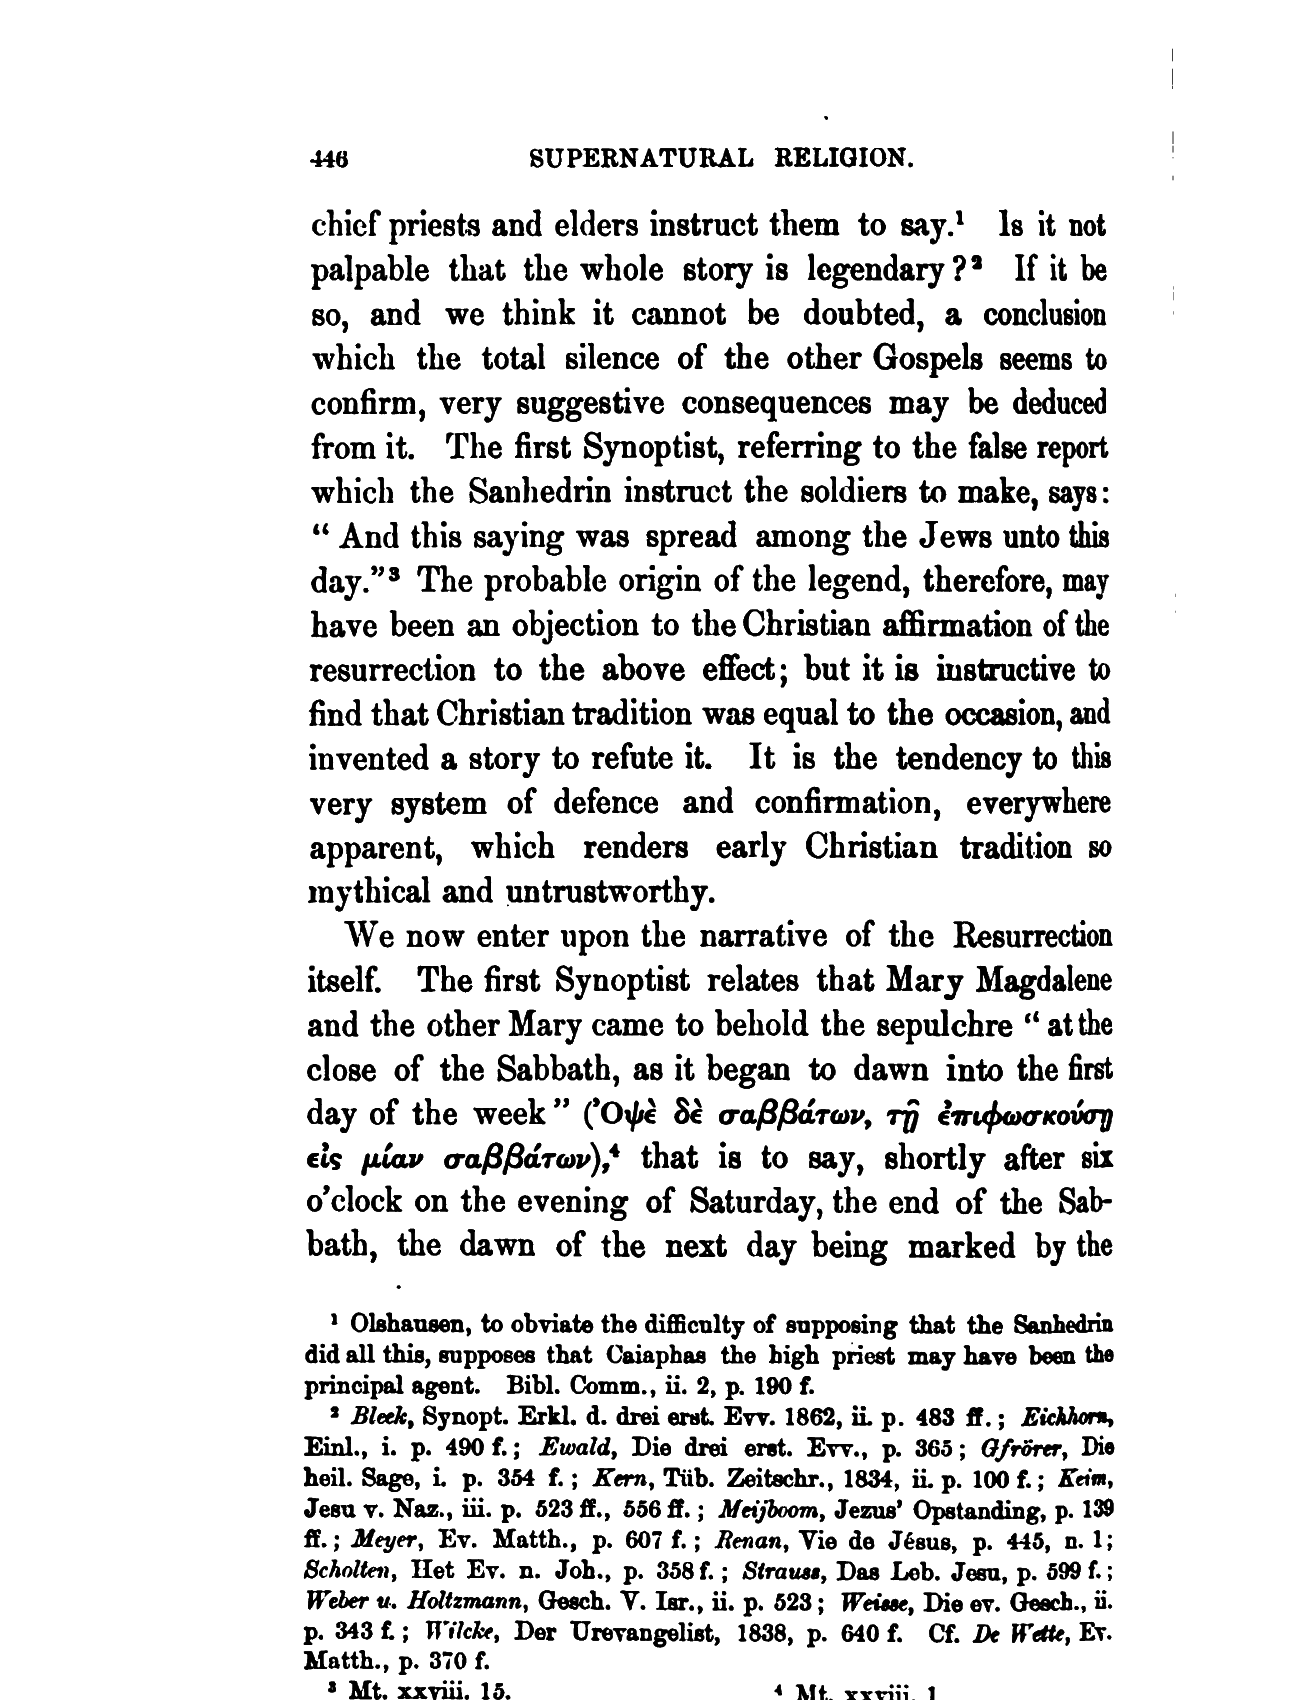 446 SUPERNATURAL RELIGION.
chief priests and elders instruct them to say.¹ Is it not
palpable that the whole story is legendary?² If it be
so, and we think it cannot be doubted, a conclusion
which the total silence of the other Gospels seems to
confirm, very suggestive consequences may be deduced
from it. The first Synoptist, referring to the false report
which the Sanhedrin instruct the soldiers to make, says:
“ And this saying was spread among the Jews unto this
day.”³ The probable origin of the legend, therefore, may
have been an objection to the Christian affirmation of the
resurrection to the above effect; but it is instructive to
find that Christian tradition was equal to the occasion, and
invented a story to refute it. It is the tendency to this
very system of defence and confirmation, everywhere
apparent, which renders early Christian tradition so
mythical and untrustworthy.
We now enter upon the narrative of the Resurrection
itself. The first Synoptist relates that Mary Magdalene
and the other Mary came to behold the sepulchre “ at the
close of the Sabbath, as it began to dawn into the first
day of the week ” (Ὀψὲ δὲ σαββάτων, τῇ ἐπιφωσκούσῃ
εἰς μίαν σαββάτων),⁴ that is to say, shortly after six
o’clock on the evening of Saturday, the end of the Sab-
bath, the dawn of the next day being marked by the
¹ Olshausen, to obviate the difficulty of supposing that the Sanhedrin
did all this, supposes that Caiaphas the high priest may have been the
principal agent. Bibl. Comm., ii. 2, p. 190 f.
² Bleek, Synopt. Erkl. d. drei erst. Evv. 1862, ii. p. 483 ff.; Eichhorn,
Einl., i. p. 490 f.; Ewald, Die drei erst. Evv., p. 365; Gfrörer, Die
heil. Sage, i. p. 354 f.; Kern, Tüb. Zeitschr., 1834, ii. p. 100 f.; Keim,
Jesu v. Naz., iii. p. 523 ff., 556 ff.; Meijboom, Jezus’ Opstanding, p. 139
ff.; Meyer, Ev. Matth., p. 607 f.; Renan, Vie de Jésus, p. 445, n. 1;
Scholten, Het Ev. n. Joh., p. 358 f.; Strauss, Das Leb. Jesu, p. 599 f.;
Weber u. Holtzmann, Gesch. V. Isr., ii. p. 523; Weisse, Die ev. Gesch., ii.
p. 343 f.; Wilcke, Der Urevangelist, 1838, p. 640 f. Cf. De Wette, Ev.
Matth., p. 370 f.
³ Mt. xxviii. 15. ⁴ Mt. xxviii. 1